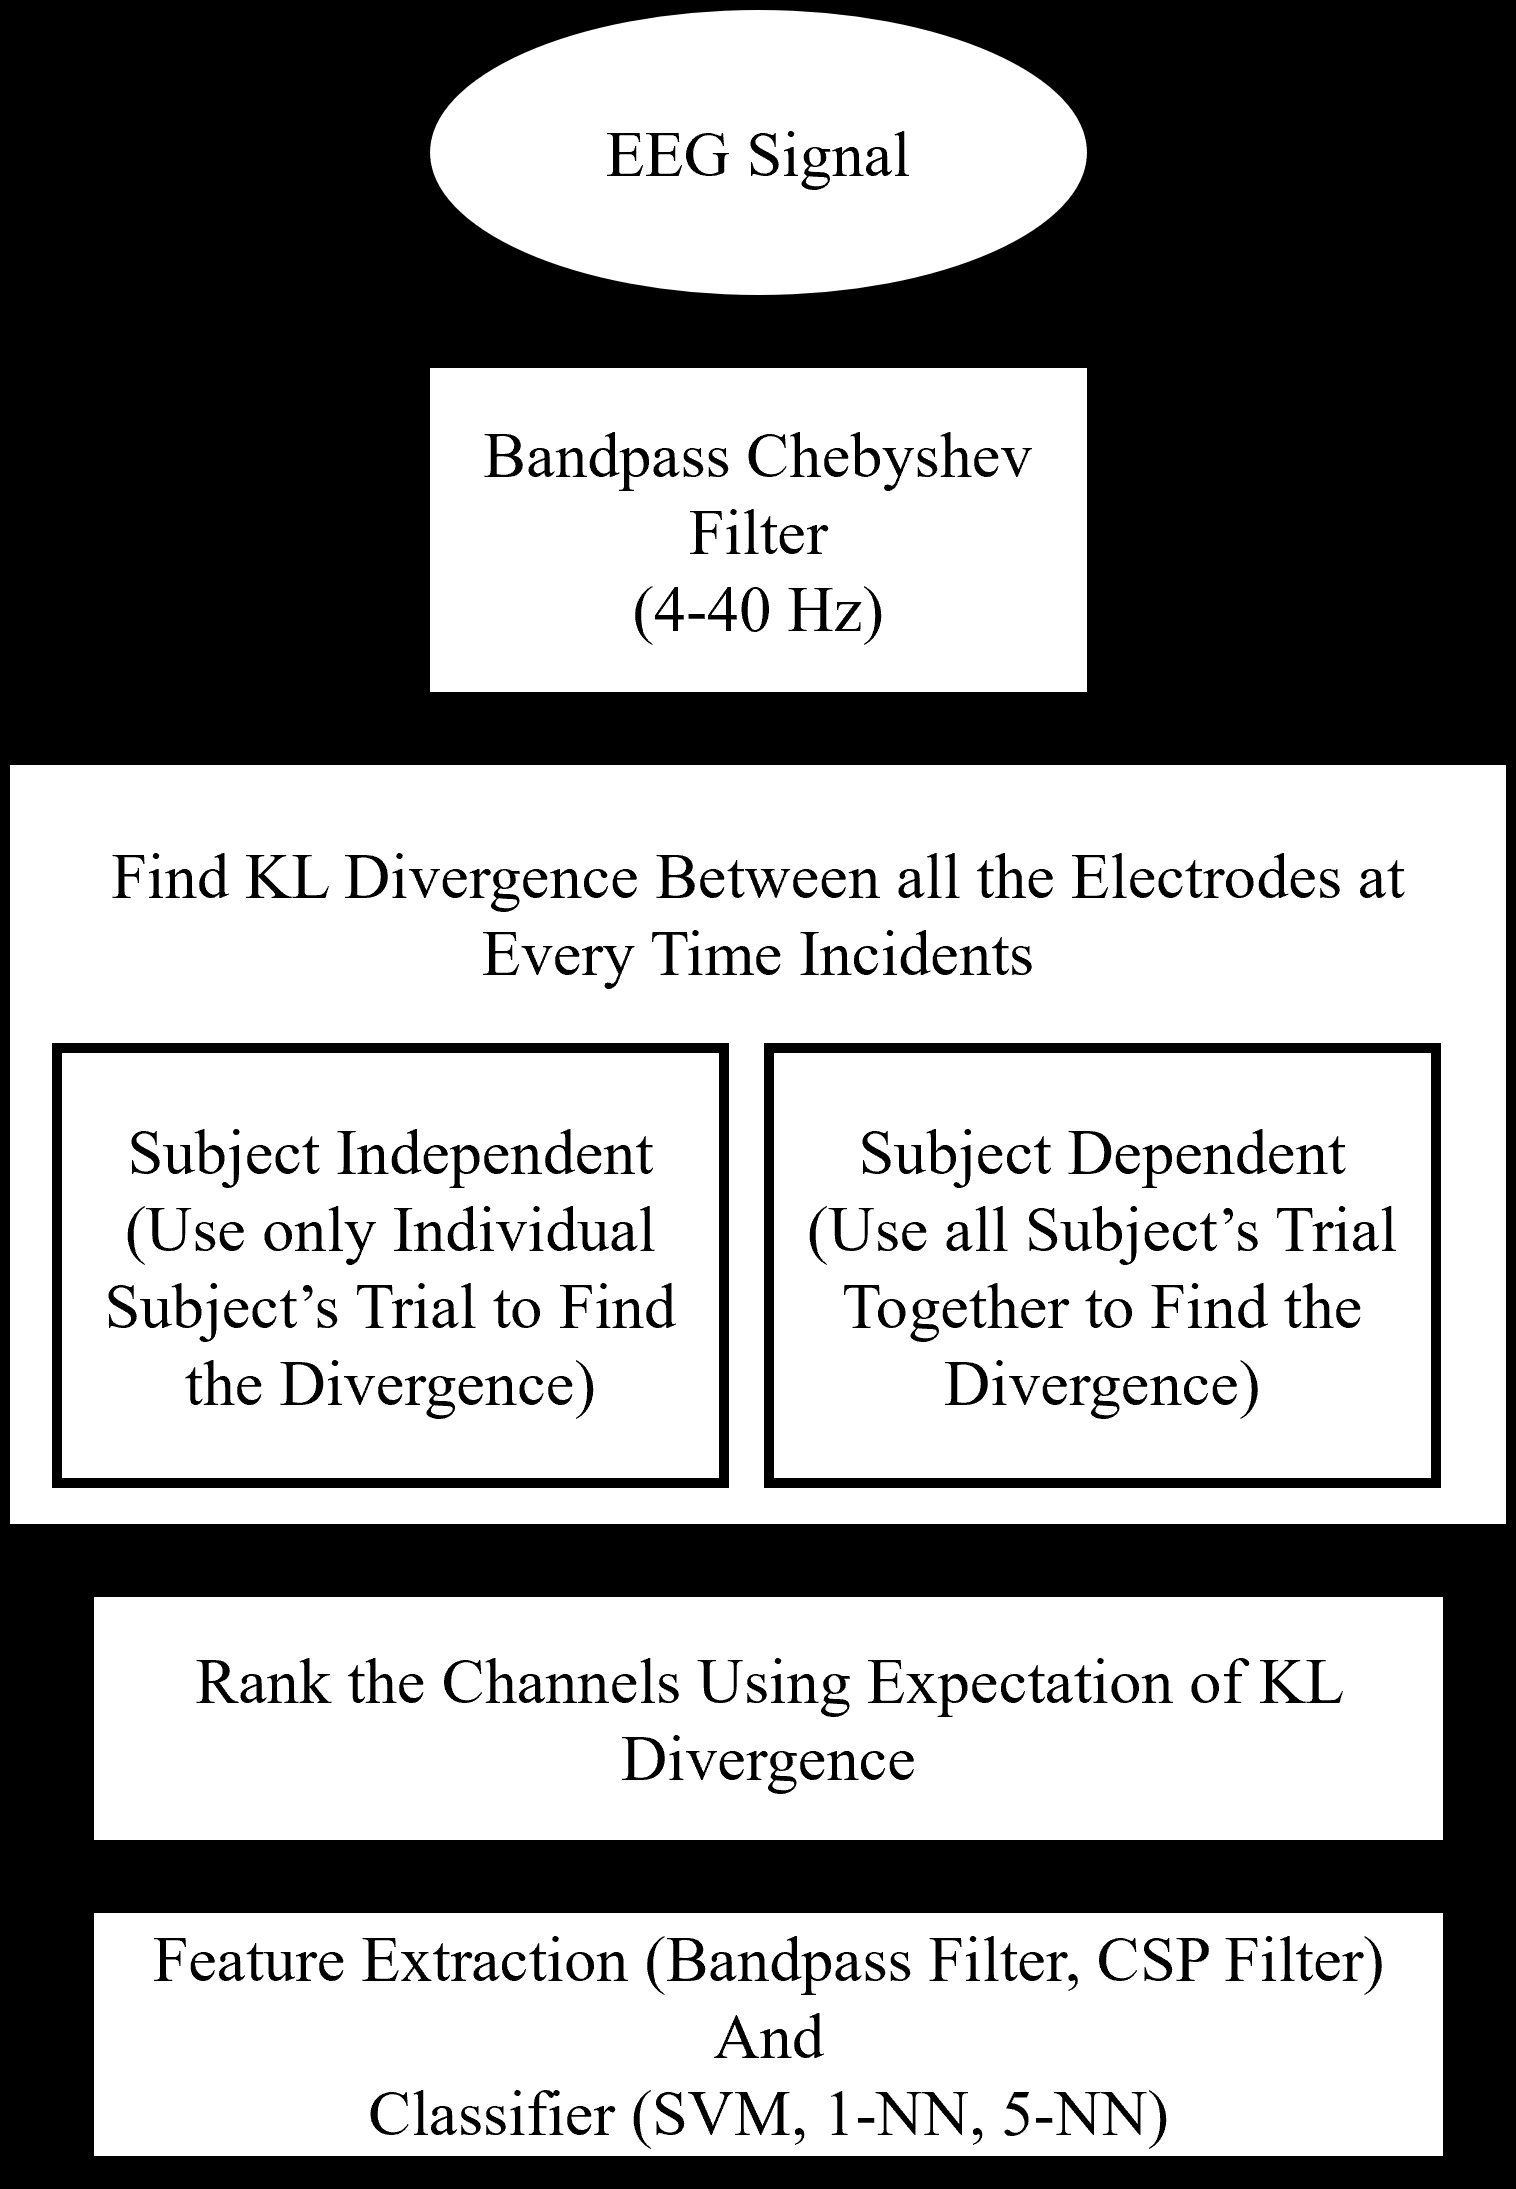 EEG Signal
Bandpass Chebyshev
Filter
(4-40 Hz)
Find KL Divergence Between all the Electrodes at
Every Time Incidents
Subject Independent
(Use only Individual
Subject’s Trial to Find
the Divergence)
Subject Dependent
(Use all Subject’s Trial
Together to Find the
Divergence)
Rank the Channels Using Expectation of KL
Divergence
Feature Extraction (Bandpass Filter, CSP Filter)
And
Classifier (SVM, 1-NN, 5-NN)